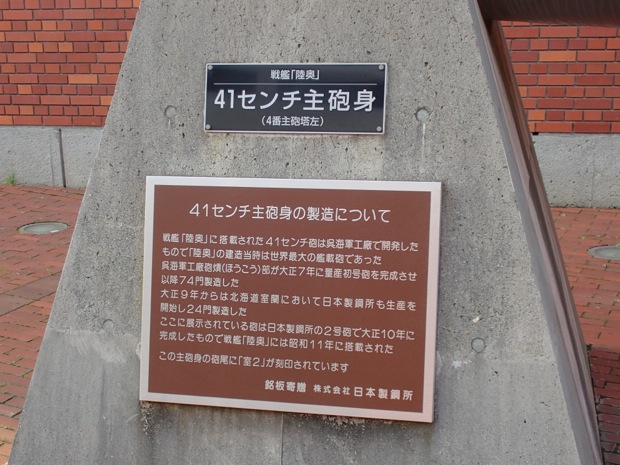 戦艦「陸奥」
41センチ主砲身
（4番主砲塔左）
41センチ主砲身の製造について
戦艦「陸奥」に搭載された41センチ砲は呉海軍工廠で開発した
もので「陸奥」の建造当時は世界最大の艦載砲であった
呉海軍工廠砲熕(ほうこう)部が大正7年に量産初号砲を完成させ
以降74門製造した
大正9年からは北海道室蘭において日本製鋼所も生産を
開始し24門製造した
ここに展示されている砲は日本製鋼所の2号砲で大正10年に
完成したもので戦艦「陸奥」には昭和11年に搭載された
この主砲身の砲尾に「室2」が刻印されています
銘板寄贈 株式会社 日本製鋼所